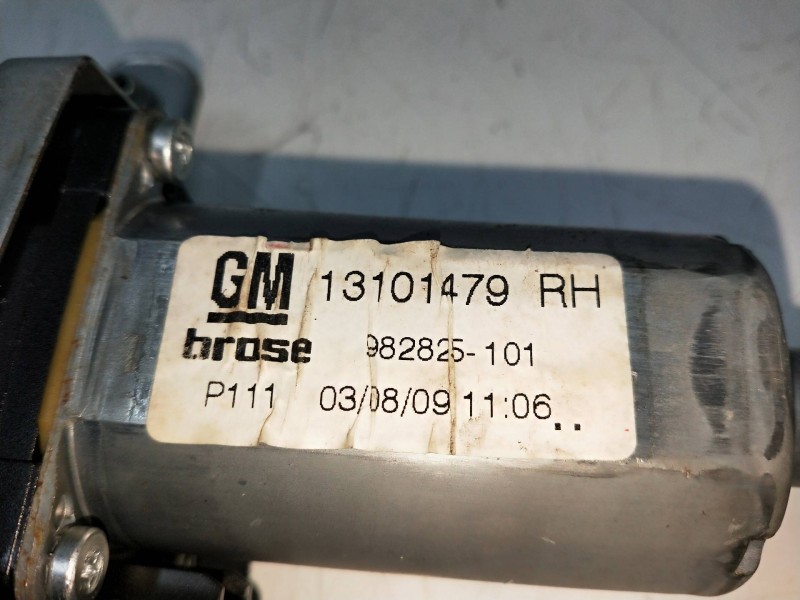 GM 13101479 RH
brose 982825-101
P111 03/08/09 11:06..